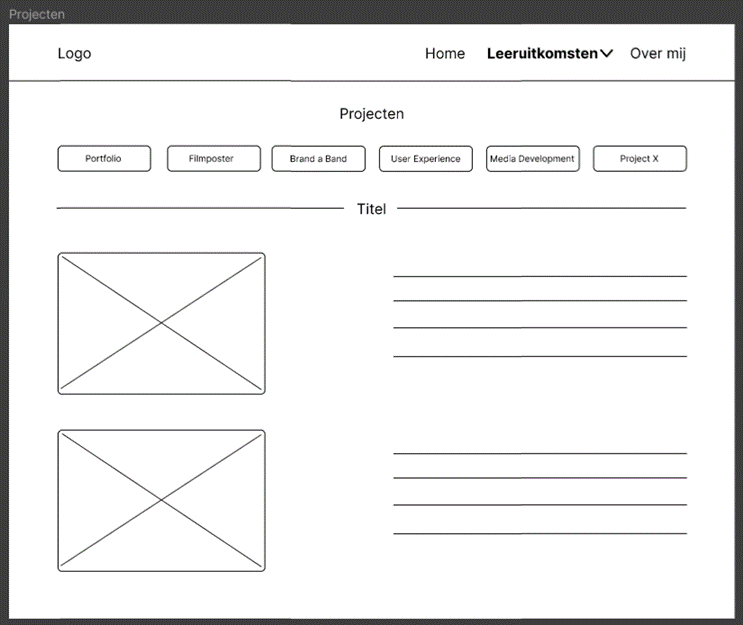 Projecten
Logo Home Leeruitkomsten Over mij
Projecten
Portfolio Filmposter Brand a Band User Experience Media Development Project X
Titel